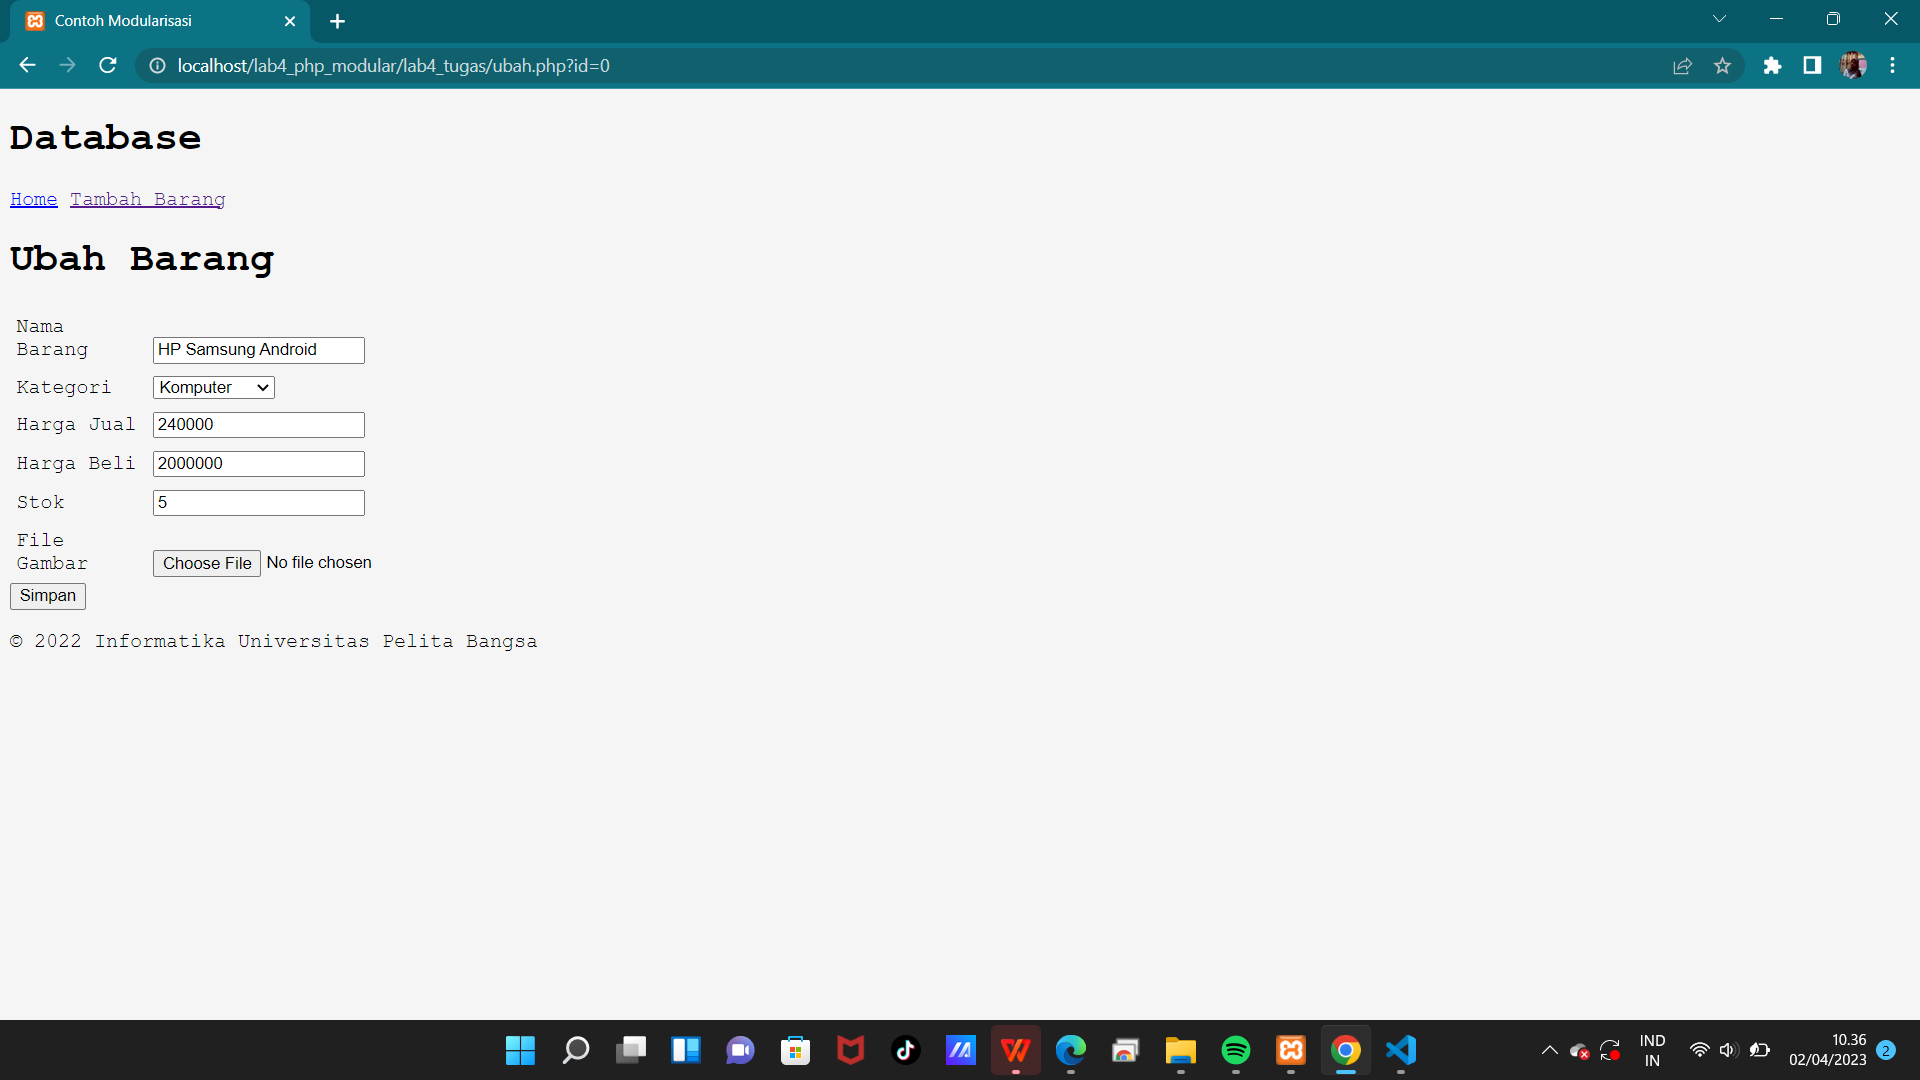 Contoh Modularisasi
localhost/lab4_php_modular/lab4_tugas/ubah.php?id=0
Database
Home Tambah Barang
Ubah Barang
Nama
Barang HP Samsung Android
Kategori Komputer
Harga Jual 240000
Harga Beli 2000000
Stok 5
File
Gambar Choose File No file chosen
Simpan
© 2022 Informatika Universitas Pelita Bangsa
IND
IN
10.36
02/04/2023
2